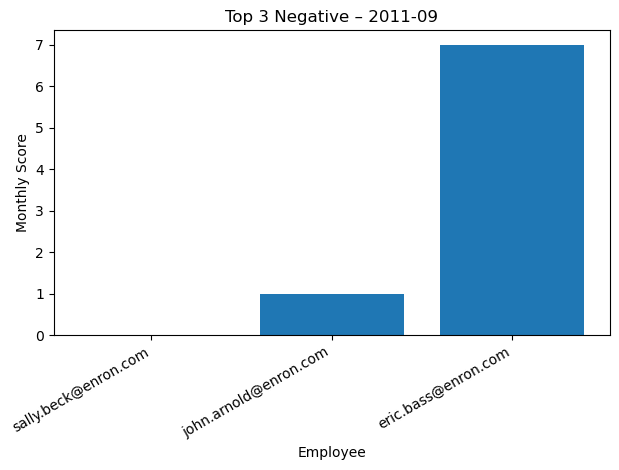 Top 3 Negative – 2011-09
Monthly Score
7
6
5
4
3
2
1
0
sally.beck@enron.com
john.arnold@enron.com
eric.bass@enron.com
Employee